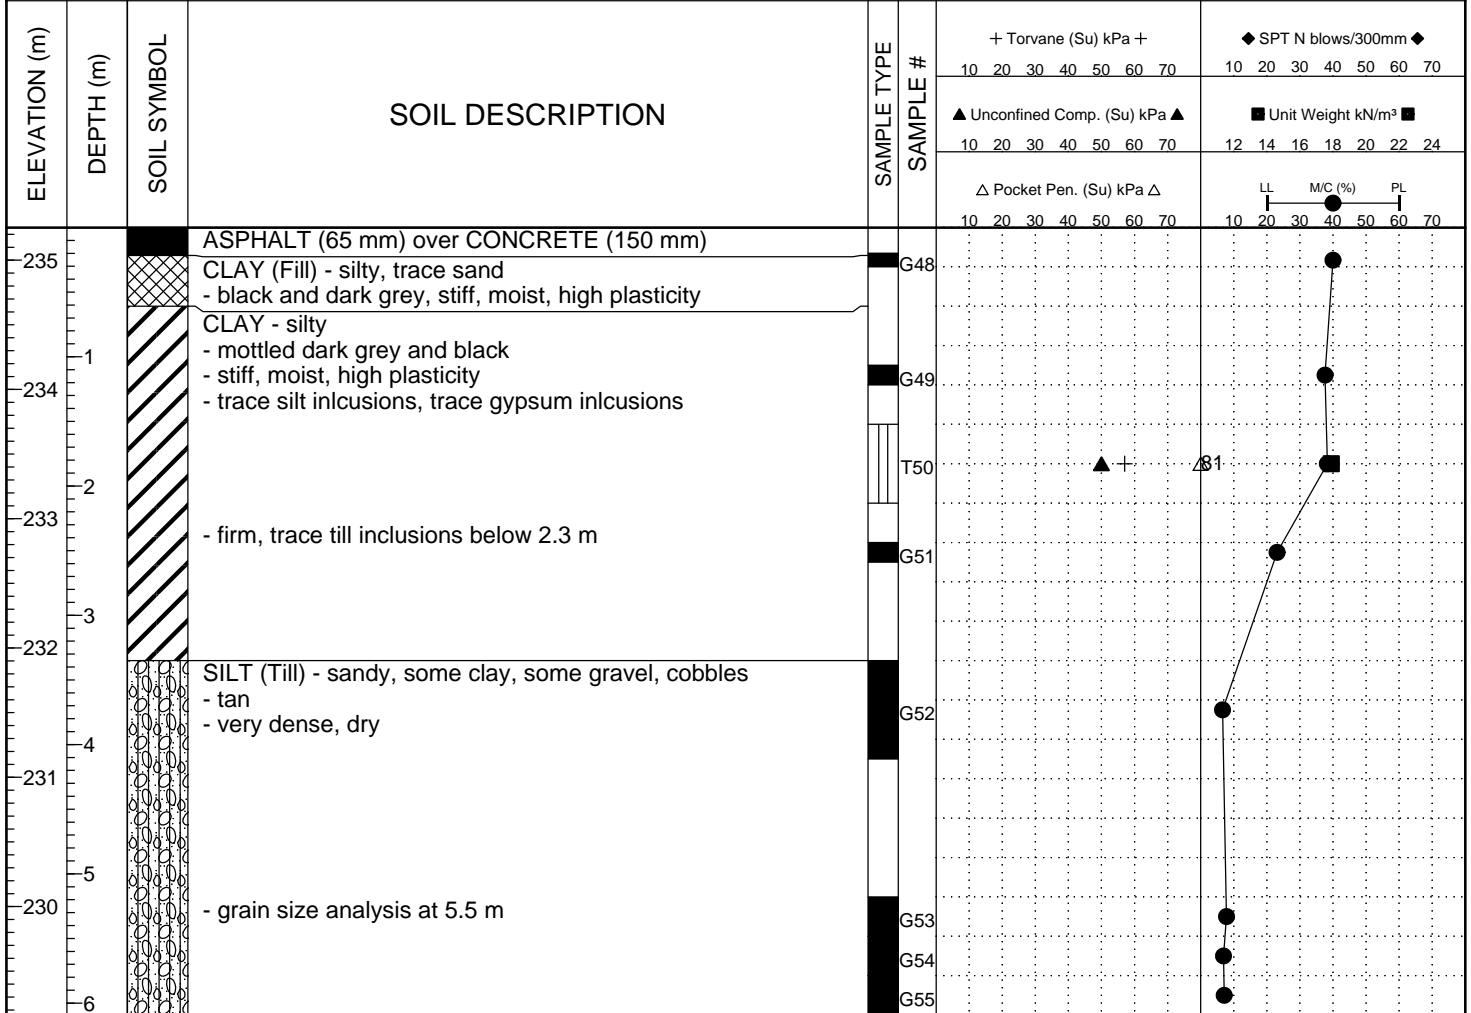 ELEVATION (m)
DEPTH (m)
SOIL SYMBOL
SOIL DESCRIPTION
SAMPLE TYPE
SAMPLE #
+ Torvane (Su) kPa +
10 20 30 40 50 60 70
▲ Unconfined Comp. (Su) kPa ▲
10 20 30 40 50 60 70
△ Pocket Pen. (Su) kPa △
10 20 30 40 50 60 70
◆ SPT N blows/300mm ◆
10 20 30 40 50 60 70
■ Unit Weight kN/m³ ■
12 14 16 18 20 22 24
LL M/C (%) PL
10 20 30 40 50 60 70
ASPHALT (65 mm) over CONCRETE (150 mm)
235
G48
CLAY (Fill) - silty, trace sand
- black and dark grey, stiff, moist, high plasticity
CLAY - silty
- mottled dark grey and black
1
- stiff, moist, high plasticity
G49
234
- trace silt inlcusions, trace gypsum inlcusions
T50
81
2
233
- firm, trace till inclusions below 2.3 m
G51
3
232
SILT (Till) - sandy, some clay, some gravel, cobbles
- tan
G52
- very dense, dry
4
231
5
230
- grain size analysis at 5.5 m
G53
G54
G55
6